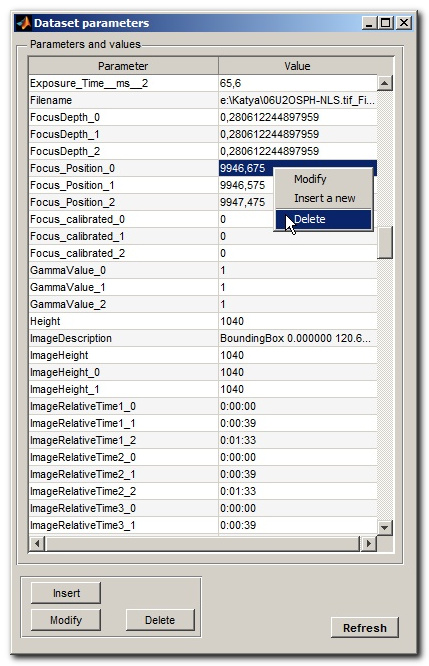 Dataset parameters
Parameters and values
Parameter Value
Exposure_Time__ms__2 65,6
Filename e:\Katya\06U2OSPH-NLS.tif_Fi...
FocusDepth_0 0,280612244897959
FocusDepth_1 0,280612244897959
FocusDepth_2 0,280612244897959
Focus_Position_0 9946,675
Focus_Position_1 9946,575
Focus_Position_2 9947,475
Modify
Insert a new
Delete
Focus_calibrated_0 0
Focus_calibrated_1 0
Focus_calibrated_2 0
GammaValue_0 1
GammaValue_1 1
GammaValue_2 1
Height 1040
ImageDescription BoundingBox 0.000000 120.6...
ImageHeight 1040
ImageHeight_0 1040
ImageHeight_1 1040
ImageRelativeTime1_0 0:00:00
ImageRelativeTime1_1 0:00:39
ImageRelativeTime1_2 0:01:33
ImageRelativeTime2_0 0:00:00
ImageRelativeTime2_1 0:00:39
ImageRelativeTime2_2 0:01:33
ImageRelativeTime3_0 0:00:00
ImageRelativeTime3_1 0:00:39
Insert
Modify Delete
Refresh